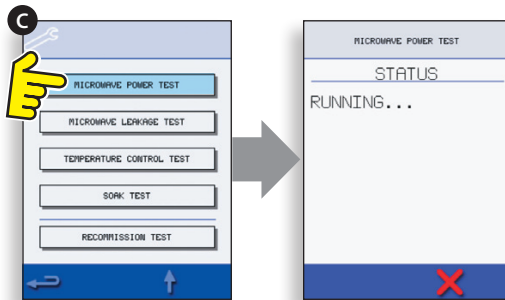 C
MICROWAVE POWER TEST
MICROWAVE LEAKAGE TEST
TEMPERATURE CONTROL TEST
SOAK TEST
RECOMMISSION TEST
MICROWAVE POWER TEST
STATUS
RUNNING...